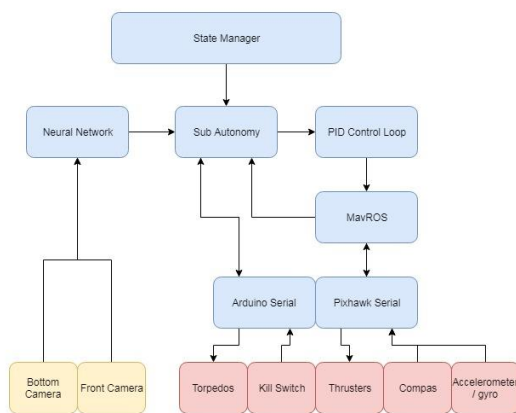 State Manager
Neural Network
Sub Autonomy
PID Control Loop
MavROS
Arduino Serial
Pixhawk Serial
Bottom
Camera
Front Camera
Torpedos
Kill Switch
Thrusters
Compas
Accelerometer
/ gyro